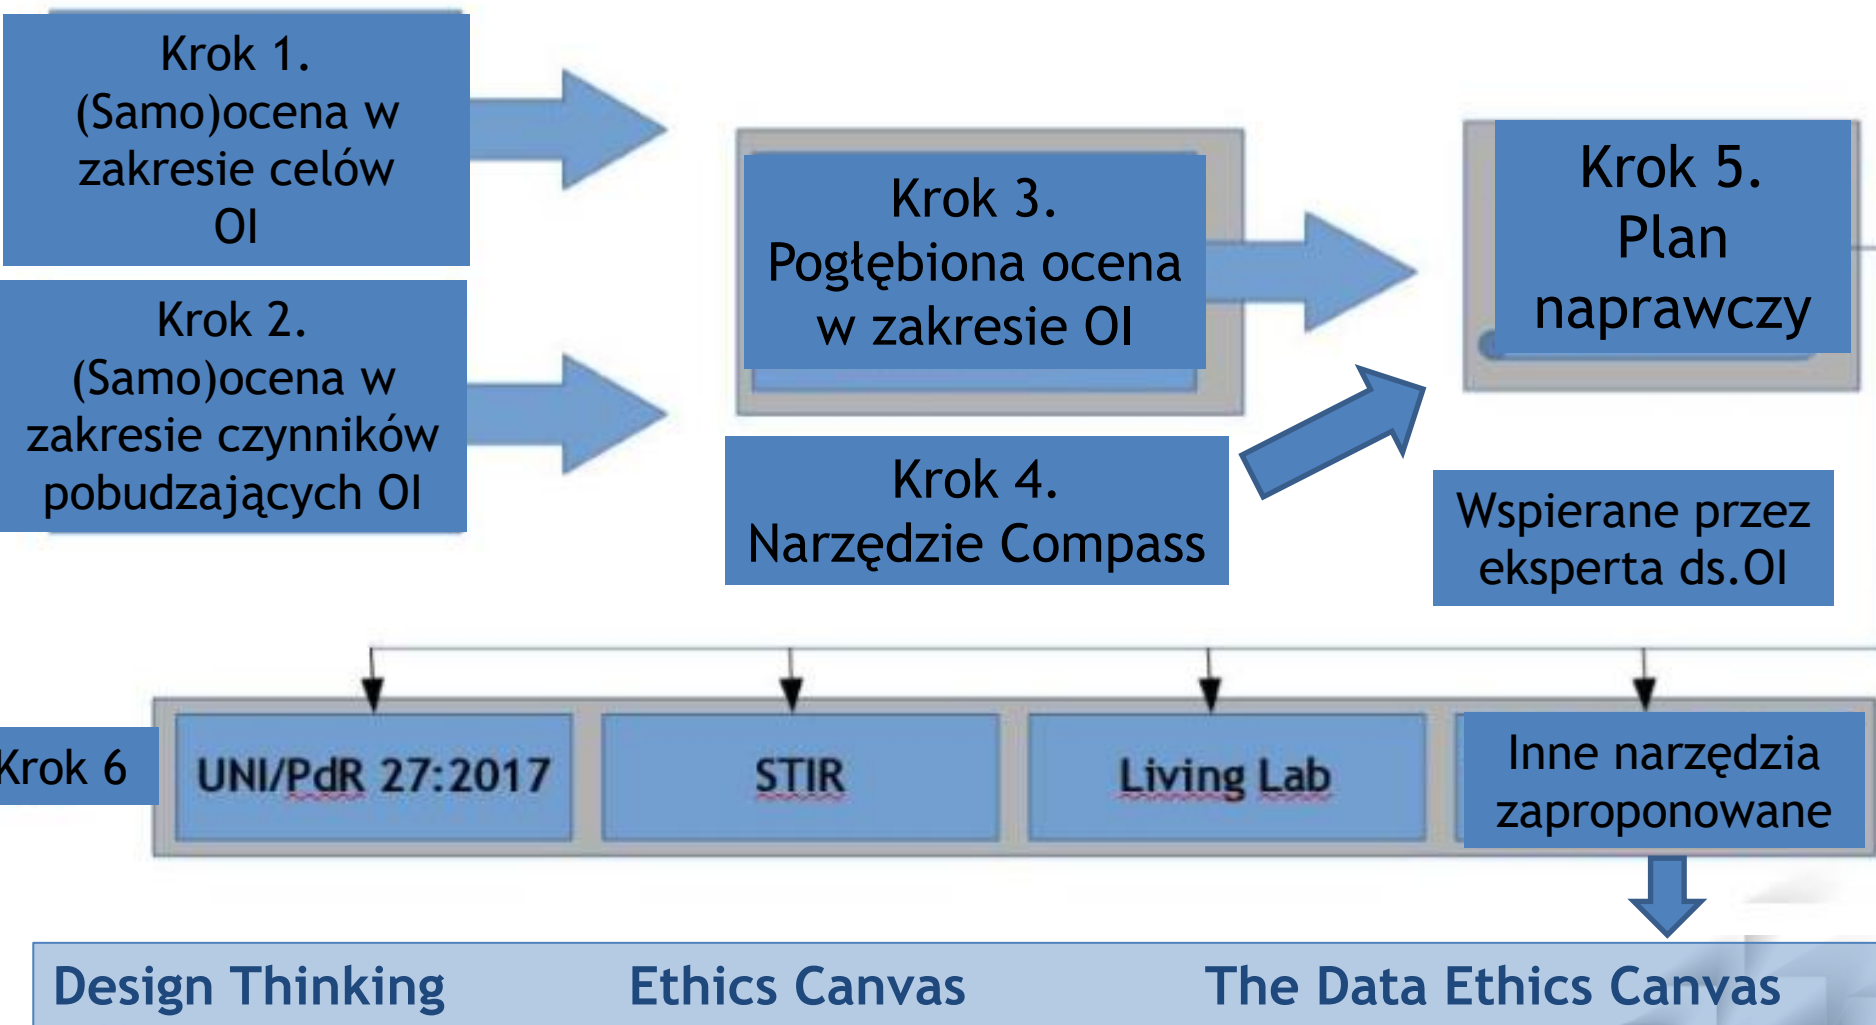 Krok 1.
(Samo)ocena w
zakresie celów
OI
Krok 2.
(Samo)ocena w
zakresie czynników
pobudzających OI
Krok 3.
Pogłębiona ocena
w zakresie OI
Krok 4.
Narzędzie Compass
Krok 5.
Plan
naprawczy
Wspierane przez
eksperta ds.OI
Krok 6
UNI/PdR 27:2017
STIR
Living Lab
Inne narzędzia
zaproponowane
Design Thinking
Ethics Canvas
The Data Ethics Canvas